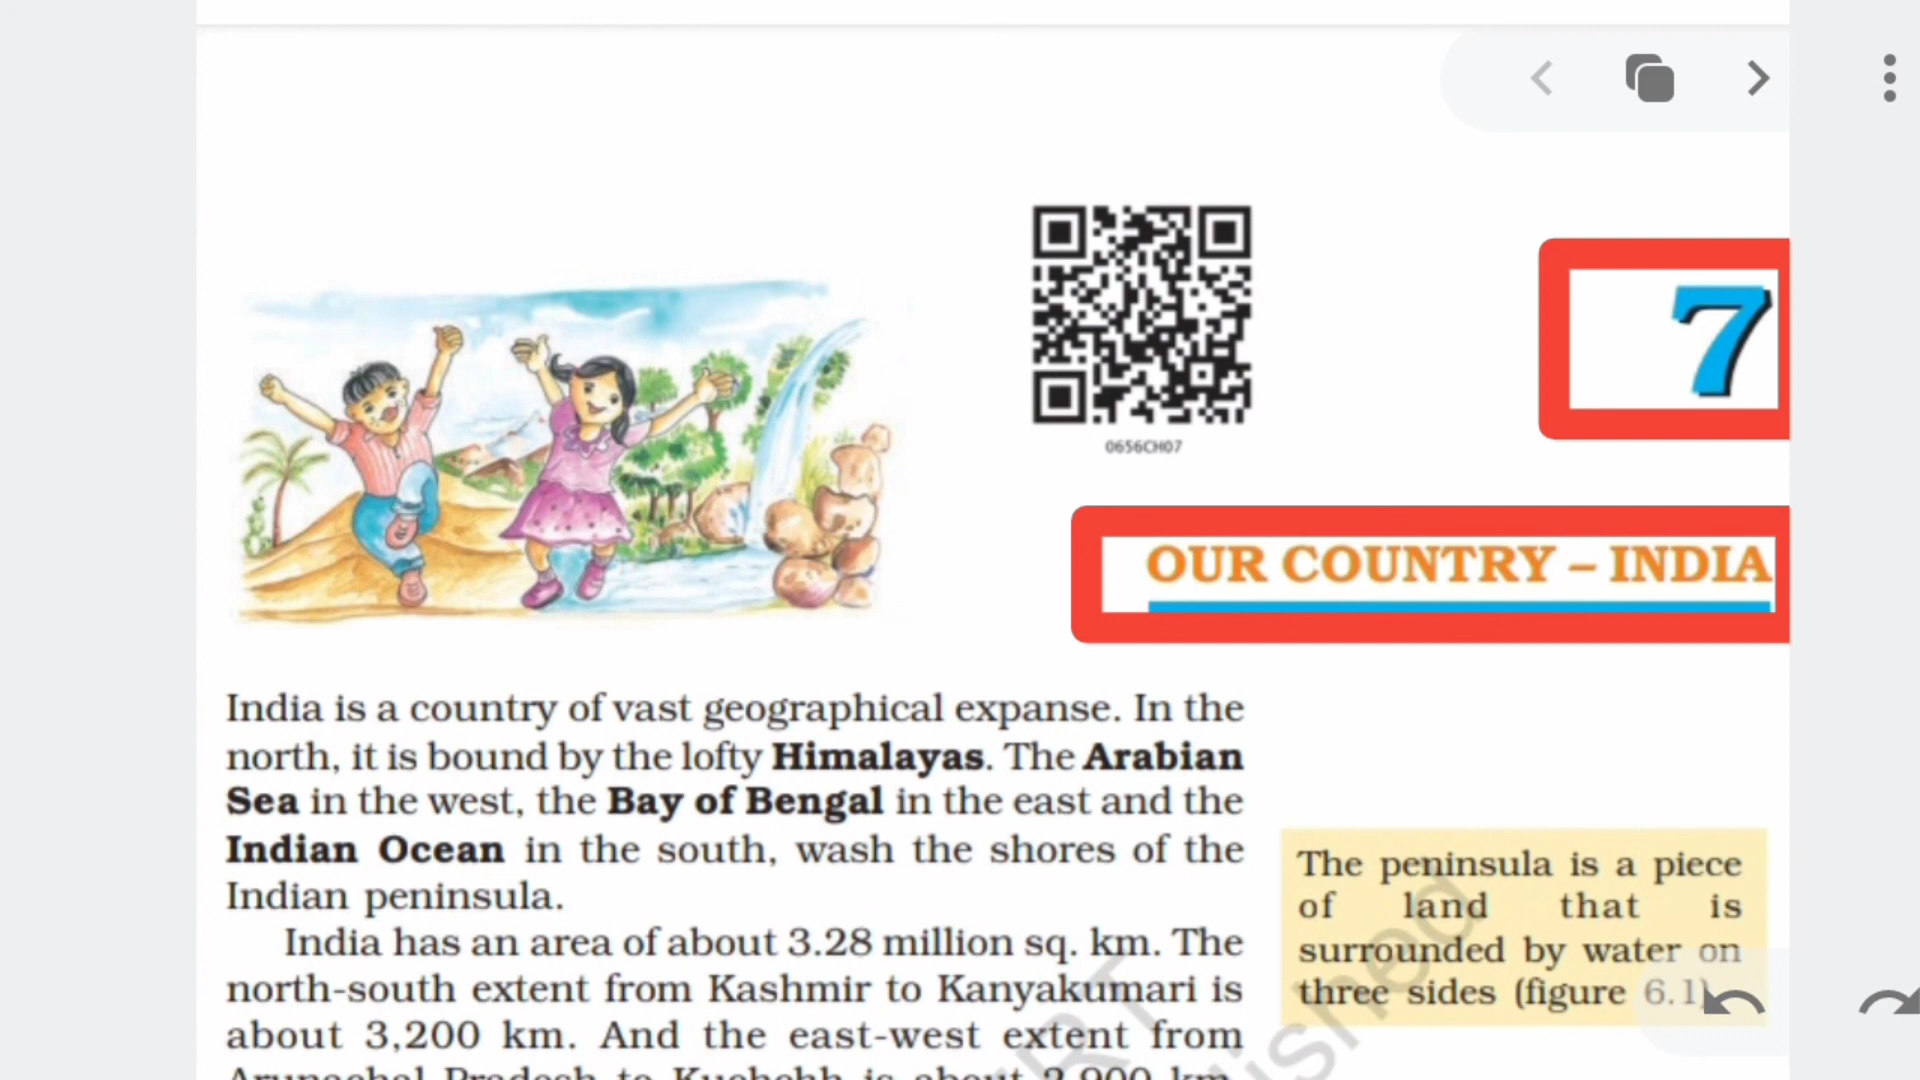 0656CH07
7
OUR COUNTRY – INDIA
India is a country of vast geographical expanse. In the
north, it is bound by the lofty Himalayas. The Arabian
Sea in the west, the Bay of Bengal in the east and the
Indian Ocean in the south, wash the shores of the
Indian peninsula.
India has an area of about 3.28 million sq. km. The
north-south extent from Kashmir to Kanyakumari is
about 3,200 km. And the east-west extent from
Arunachal Pradesh to Kuchchh is about 2,900 km.
The peninsula is a piece
of land that is
surrounded by water on
three sides (figure 6.1)